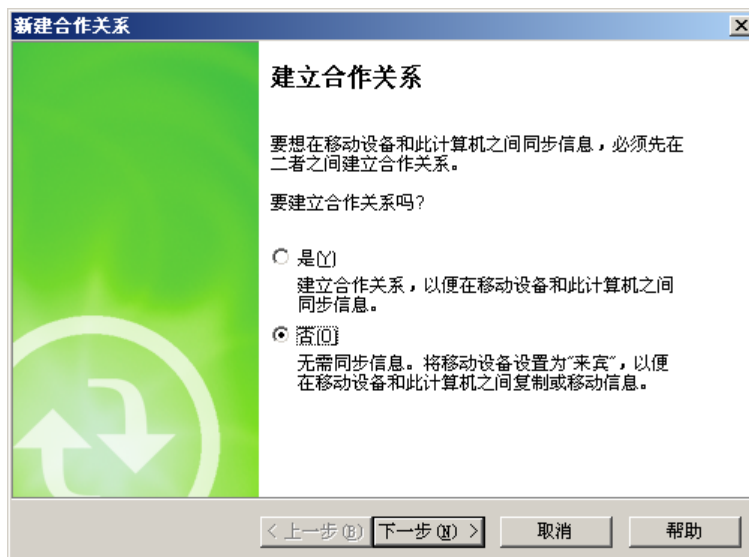 新建合作关系
建立合作关系
要想在移动设备和此计算机之间同步信息，必须先在
二者之间建立合作关系。
要建立合作关系吗?
是(Y)
建立合作关系，以便在移动设备和此计算机之间
同步信息。
否(O)
无需同步信息。将移动设备设置为“来宾”，以便
在移动设备和此计算机之间复制或移动信息。
< 上一步(B)
下一步(N) >
取消
帮助